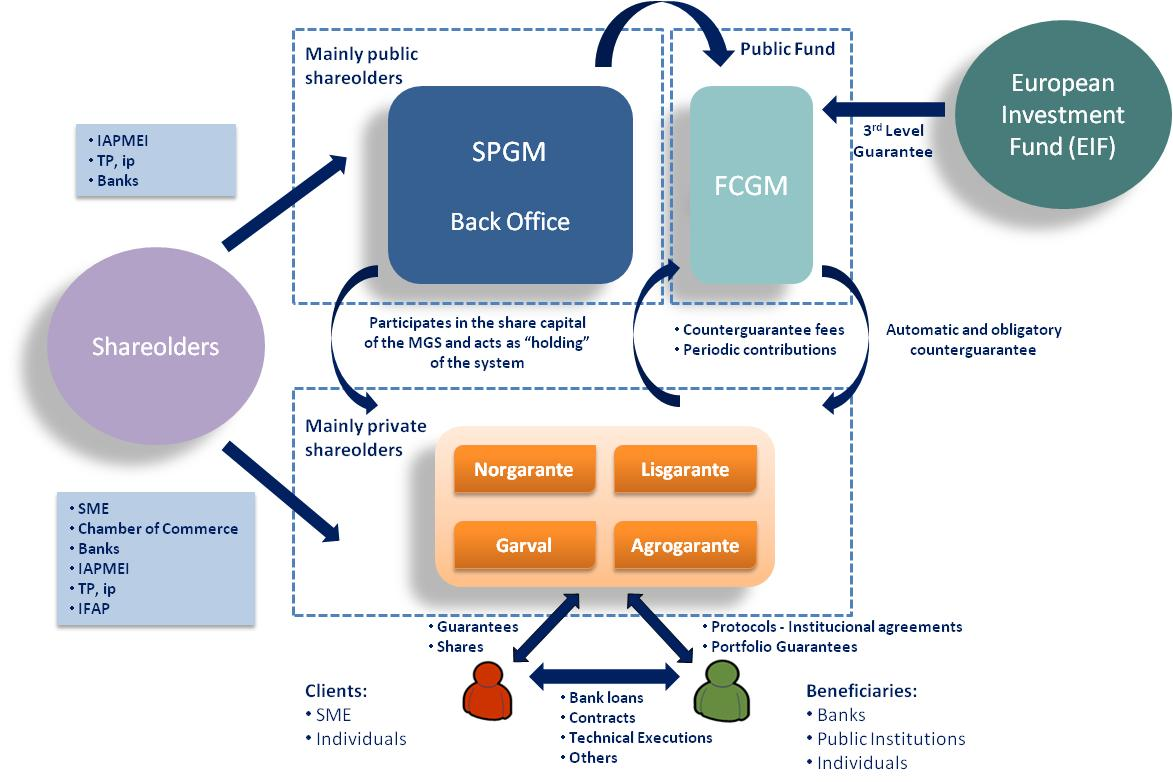 Mainly public
shareolders
Public Fund
European
Investment
Fund (EIF)
SPGM
Back Office
FCGM
3rd Level
Guarantee
• IAPMEI
• TP, ip
• Banks
Shareolders
Participates in the share capital
of the MGS and acts as “holding”
of the system
• Counterguarantee fees
• Periodic contributions
Automatic and obligatory
counterguarantee
Mainly private
shareolders
Norgarante
Lisgarante
Garval
Agrogarante
• SME
• Chamber of Commerce
• Banks
• IAPMEI
• TP, ip
• IFAP
• Guarantees
• Shares
• Protocols - Institucional agreements
• Portfolio Guarantees
Clients:
• SME
• Individuals
• Bank loans
• Contracts
• Technical Executions
• Others
Beneficiaries:
• Banks
• Public Institutions
• Individuals